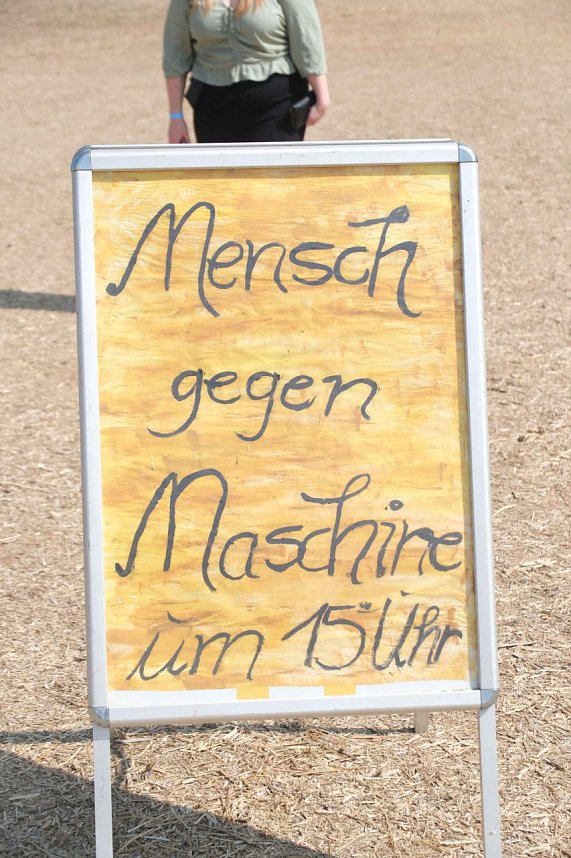 Mensch
gegen
Maschine
um 15°° Uhr